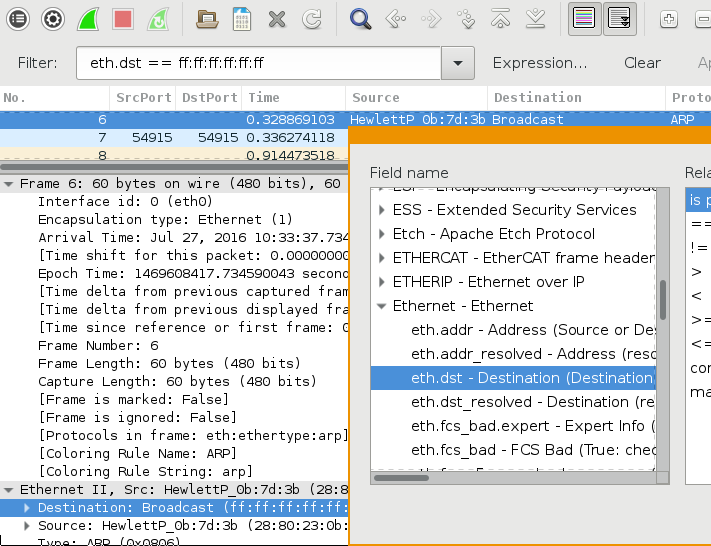 Filter: eth.dst == ff:ff:ff:ff:ff:ff Expression... Clear
No. SrcPort DstPort Time Source Destination Proto
6 0.328869103 HewlettP_0b:7d:3b Broadcast ARP
7 54915 54915 0.336274118
8 0.914473518
Frame 6: 60 bytes on wire (480 bits), 60
Interface id: 0 (eth0)
Encapsulation type: Ethernet (1)
Arrival Time: Jul 27, 2016 10:33:37.734
[Time shift for this packet: 0.0000000
Epoch Time: 1469608417.734590043 second
[Time delta from previous captured fra
[Time delta from previous displayed fra
[Time since reference or first frame: 0
Frame Number: 6
Frame Length: 60 bytes (480 bits)
Capture Length: 60 bytes (480 bits)
[Frame is marked: False]
[Frame is ignored: False]
[Protocols in frame: eth:ethertype:arp]
[Coloring Rule Name: ARP]
[Coloring Rule String: arp]
Ethernet II, Src: HewlettP_0b:7d:3b (28:8
Destination: Broadcast (ff:ff:ff:ff:ff:
Source: HewlettP_0b:7d:3b (28:80:23:0b:
Type: ARP (0x0806)
Field name
ESP - Encapsulating Security Payload
ESS - Extended Security Services
Etch - Apache Etch Protocol
ETHERCAT - EtherCAT frame header
ETHERIP - Ethernet over IP
Ethernet - Ethernet
eth.addr - Address (Source or Des
eth.addr_resolved - Address (reso
eth.dst - Destination (Destination
eth.dst_resolved - Destination (re
eth.fcs_bad.expert - Expert Info (
eth.fcs_bad - FCS Bad (True: chec
Rela
is p
==
!=
>
<
>=
<=
con
ma